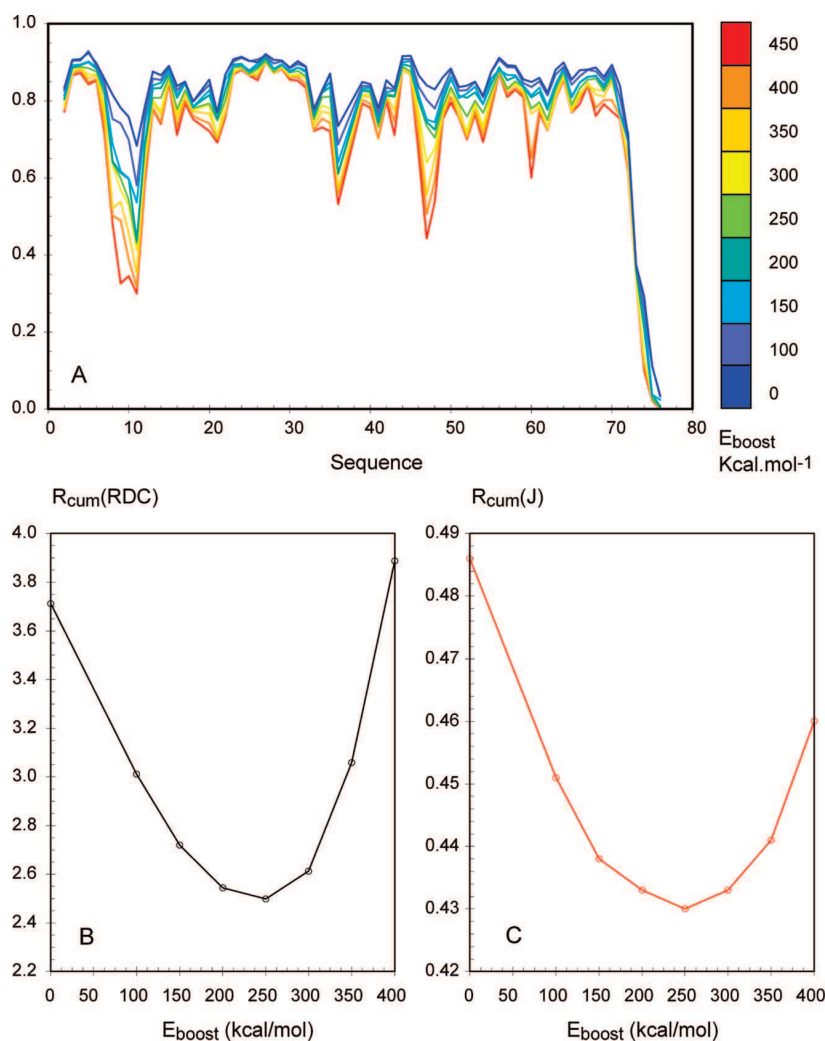 1.0
0.8
0.6
0.4
0.2
0.0
A
0 10 20 30 40 50 60 70 80
Sequence
450
400
350
300
250
200
150
100
0
Eboost
Kcal.mol-1
Rcum(RDC)
4.0
3.8
3.6
3.4
3.2
3.0
2.8
2.6
2.4
2.2
B
0 50 100 150 200 250 300 350 400
Eboost (kcal/mol)
Rcum(J)
0.49
0.48
0.47
0.46
0.45
0.44
0.43
0.42
C
0 50 100 150 200 250 300 350 400
Eboost (kcal/mol)